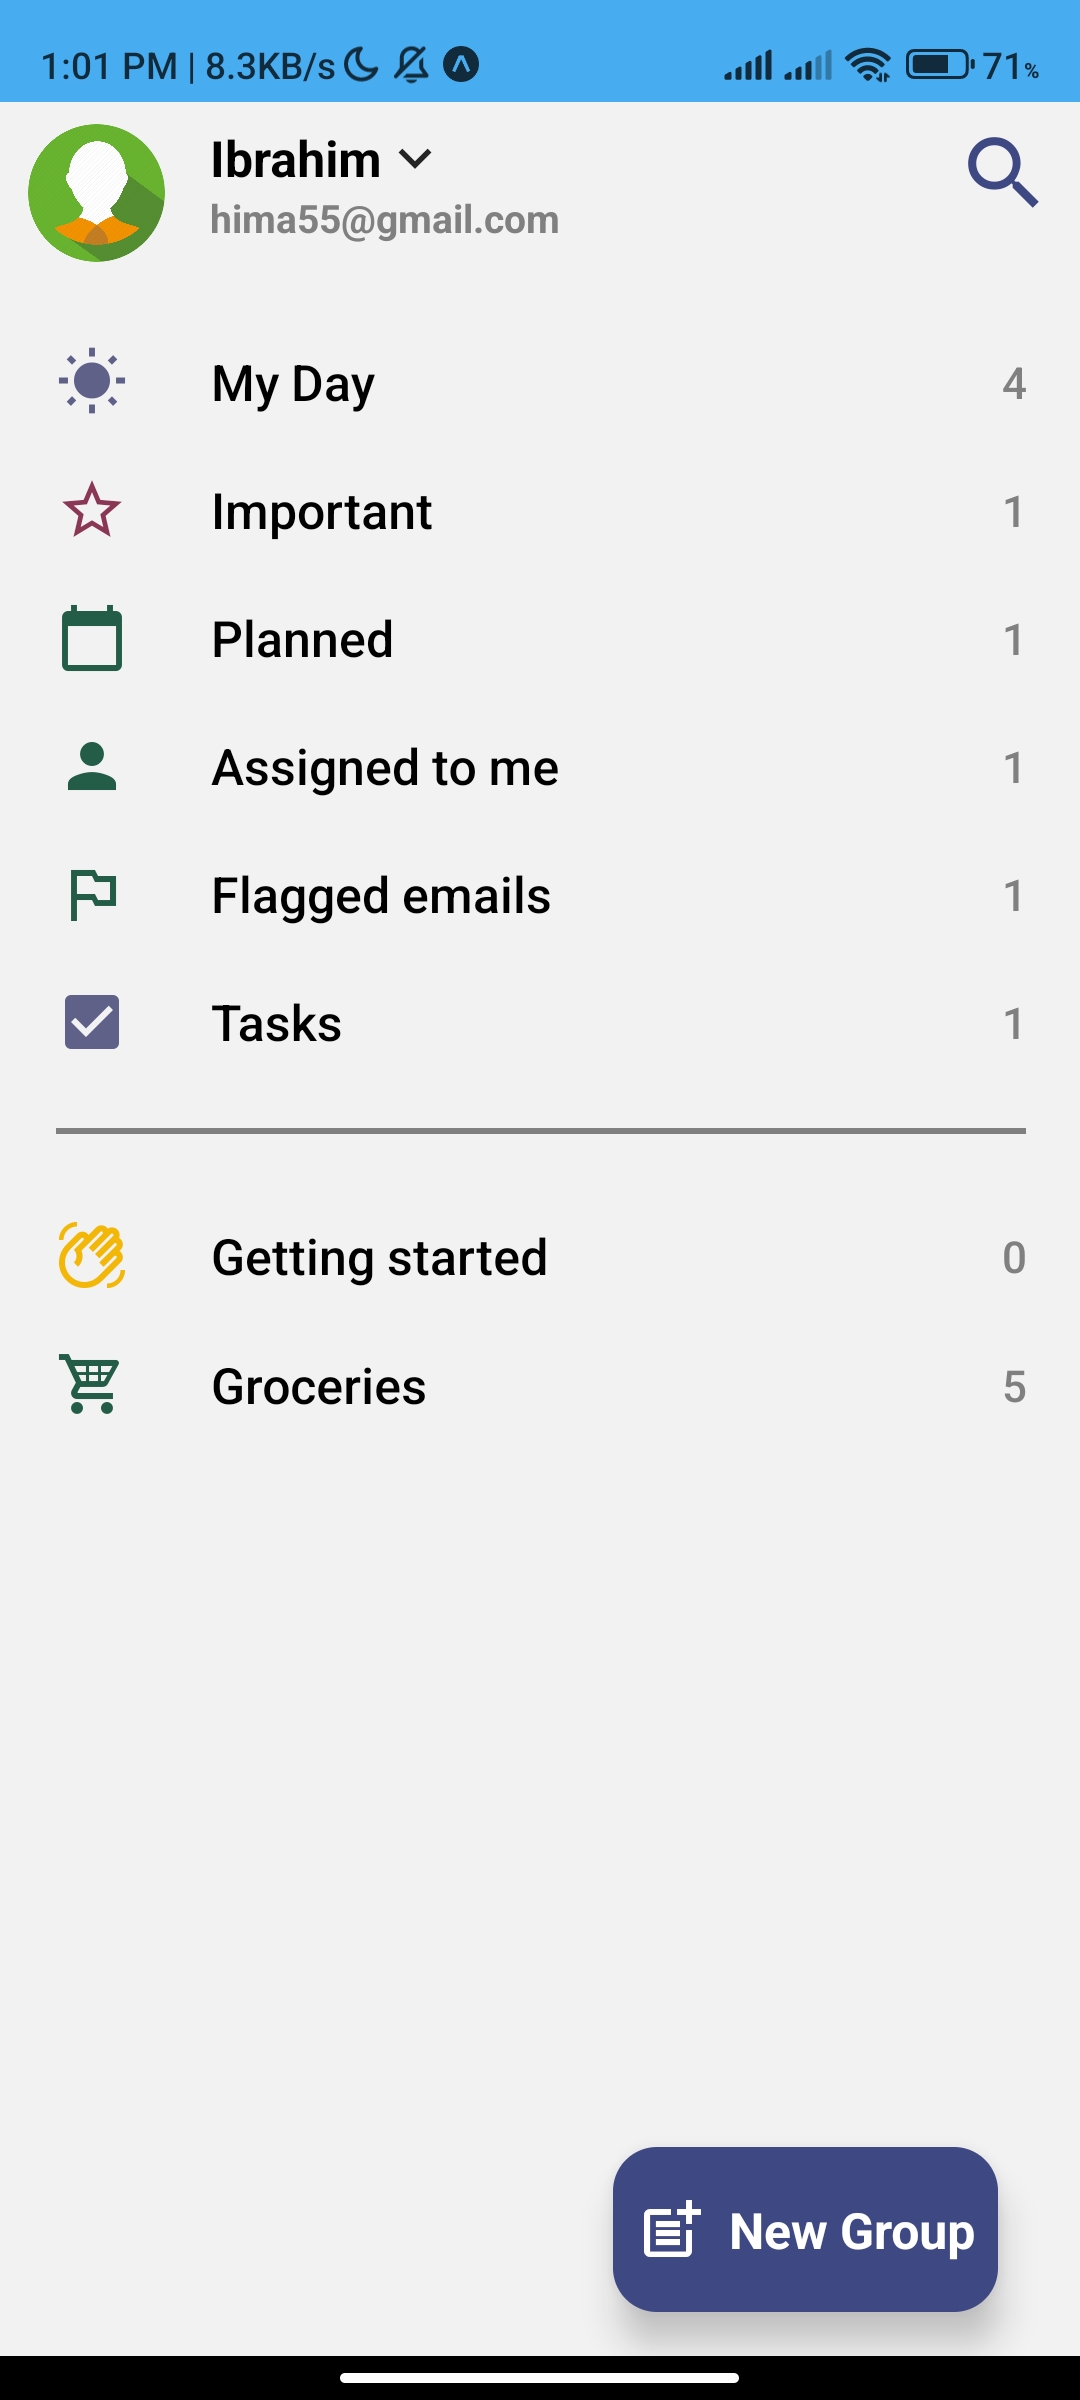 1:01 PM | 8.3KB/s 71%
Ibrahim
hima55@gmail.com
My Day 4
Important 1
Planned 1
Assigned to me 1
Flagged emails 1
Tasks 1
Getting started 0
Groceries 5
New Group